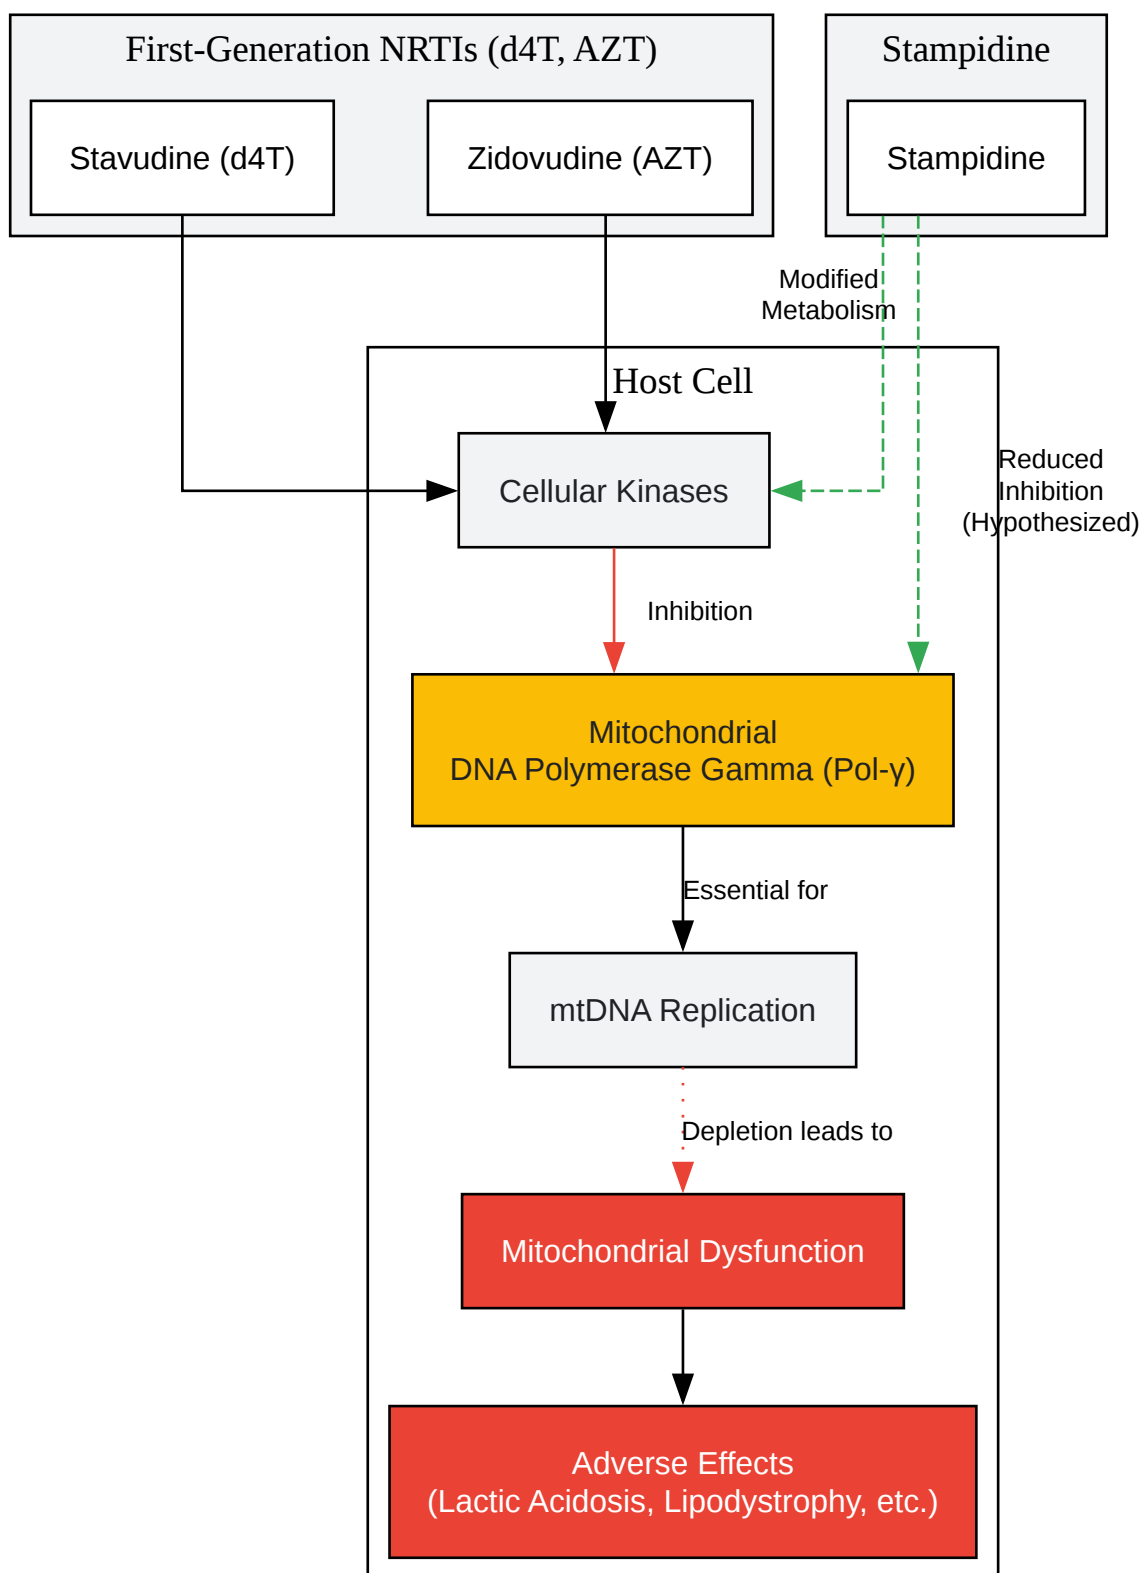 First-Generation NRTIs (d4T, AZT)
Stampidine
Stavudine (d4T)
Zidovudine (AZT)
Stampidine
Modified
Metabolism
Host Cell
Reduced
Inhibition
(Hypothesized)
Cellular Kinases
Inhibition
Mitochondrial
DNA Polymerase Gamma (Pol-γ)
Essential for
mtDNA Replication
Depletion leads to
Mitochondrial Dysfunction
Adverse Effects
(Lactic Acidosis, Lipodystrophy, etc.)